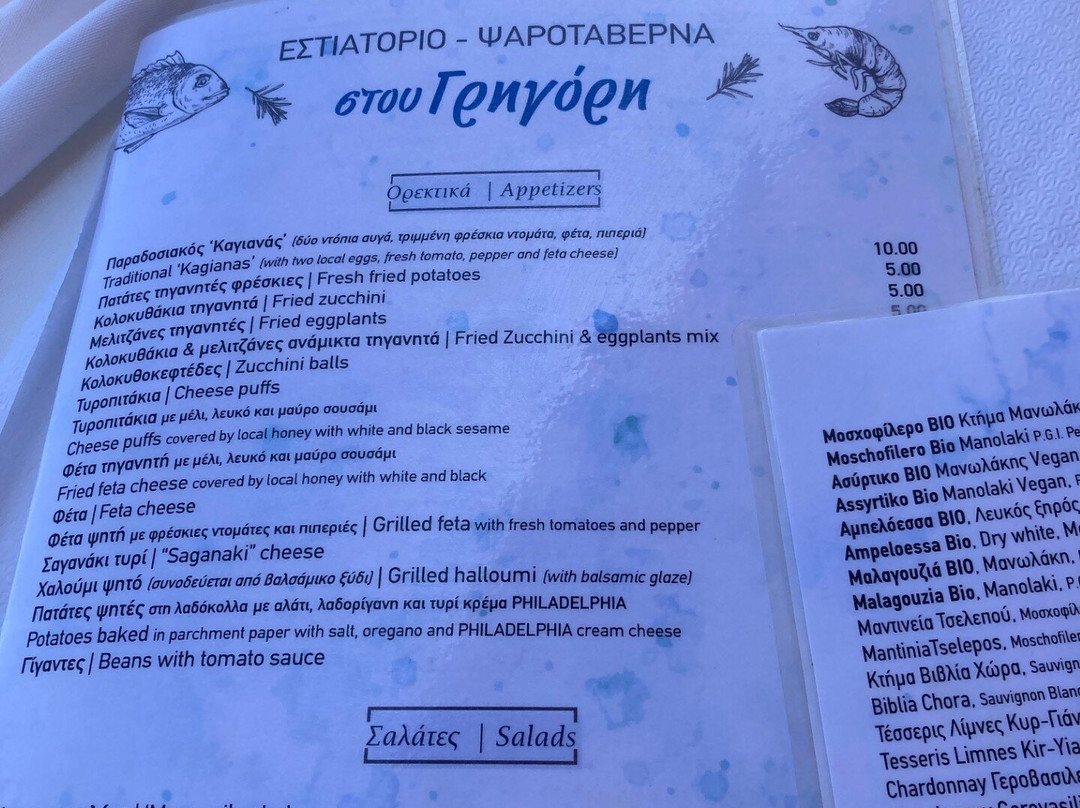 ΕΣΤΙΑΤΟΡΙΟ - ΨΑΡΟΤΑΒΕΡΝΑ
στου Γρηγόρη
Ορεκτικά | Appetizers
Παραδοσιακός 'Καγιανάς' (δύο ντόπια αυγά, τριμμένη φρέσκια ντομάτα, φέτα, πιπεριά)
Traditional 'Kagianas' (with two local eggs, fresh tomato, pepper and feta cheese) 10.00
Πατάτες τηγανητές φρέσκιες | Fresh fried potatoes 5.00
Κολοκυθάκια τηγανητά | Fried zucchini 5.00
Μελιτζάνες τηγανητές | Fried eggplants 5.00
Κολοκυθάκια & μελιτζάνες ανάμικτα τηγανητά | Fried Zucchini & eggplants mix
Κολοκυθοκεφτέδες | Zucchini balls
Τυροπιτάκια | Cheese puffs
Τυροπιτάκια με μέλι, λευκό και μαύρο σουσάμι
Cheese puffs covered by local honey with white and black sesame
Φέτα τηγανητή με μέλι, λευκό και μαύρο σουσάμι
Fried feta cheese covered by local honey with white and black
Φέτα | Feta cheese
Φέτα ψητή με φρέσκιες ντομάτες και πιπεριές | Grilled feta with fresh tomatoes and pepper
Σαγανάκι τυρί | "Saganaki" cheese
Χαλούμι ψητό (συνοδεύεται από βαλσάμικο ξύδι) | Grilled halloumi (with balsamic glaze)
Πατάτες ψητές στη λαδόκολλα με αλάτι, λαδορίγανη και τυρί κρέμα PHILADELPHIA
Potatoes baked in parchment paper with salt, oregano and PHILADELPHIA cream cheese
Γίγαντες | Beans with tomato sauce
Σαλάτες | Salads
Μοσχοφίλερο ΒΙΟ Κτήμα
Moschofilero Bio Manolaki P.G.I.
Ασύρτικο ΒΙΟ Μανωλάκης Vegan
Assyrtiko Bio Manolaki Vegan,
Αμπελόεσσα ΒΙΟ, Λευκός ξηρός
Ampeloessa Bio, Dry white,
Μαλαγουζιά ΒΙΟ, Μανωλάκη,
Malagouzia Bio, Manolaki,
Μαντινεία Τσελεπού,
MantiniaTselepos,
Κτήμα Βιβλία Χώρα,
Biblia Chora, Sauvignon
Τέσσερις Λίμνες
Tesseris Limnes
Chardonnay